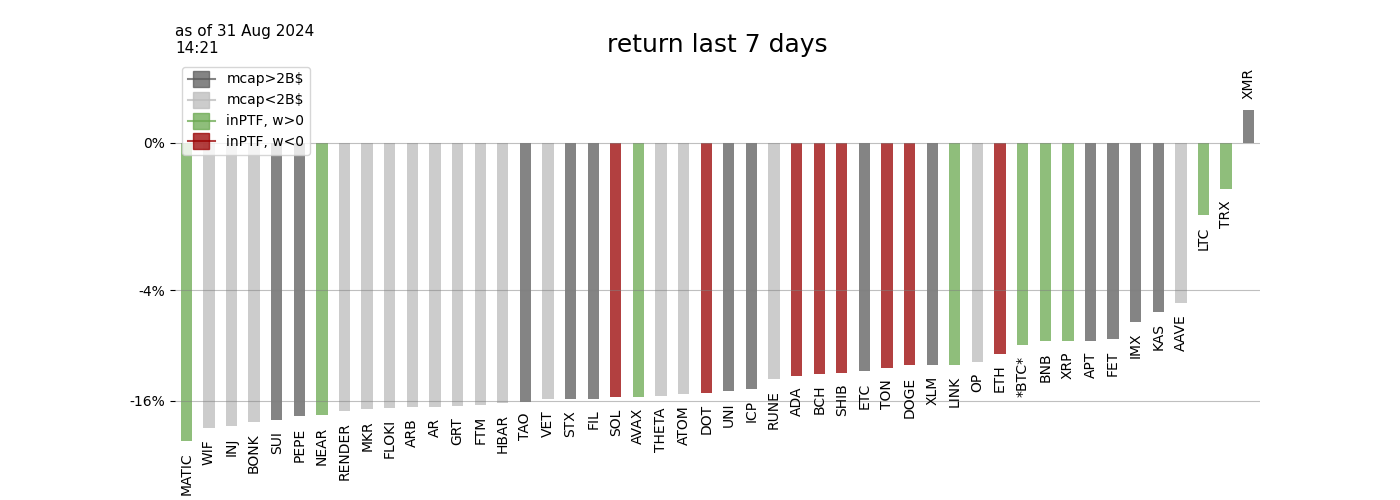 as of 31 Aug 2024
14:21
return last 7 days
mcap>2B$
mcap<2B$
inPTF, w>0
inPTF, w<0
0%
-4%
-16%
MATIC
WIF
INJ
BONK
SUI
PEPE
NEAR
RENDER
MKR
FLOKI
ARB
AR
GRT
FTM
HBAR
TAO
VET
STX
FIL
SOL
AVAX
THETA
ATOM
DOT
UNI
ICP
RUNE
ADA
BCH
SHIB
ETC
TON
DOGE
XLM
LINK
OP
ETH
*BTC*
BNB
XRP
APT
FET
IMX
KAS
AAVE
LTC
TRX
XMR